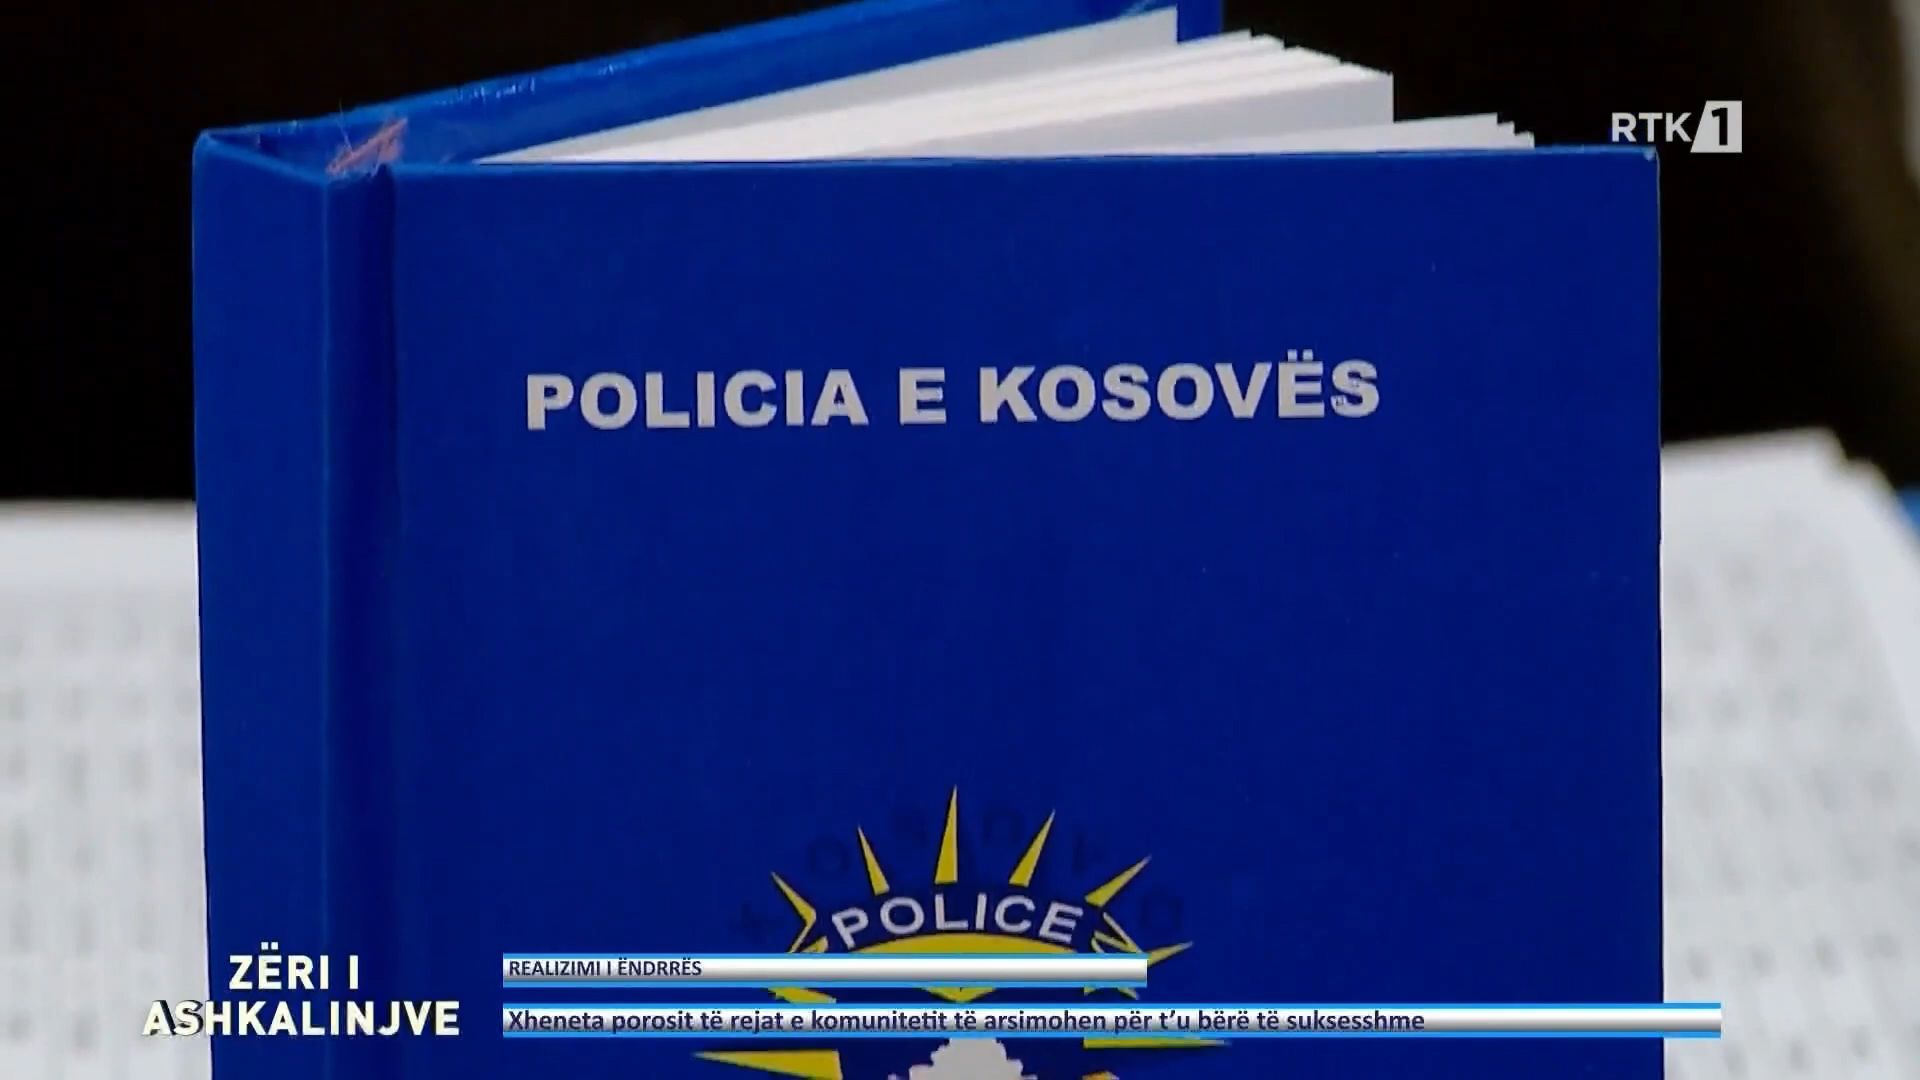 RTK 1
POLICIA E KOSOVËS
KOSOVO
POLICE
ZËRI I
ASHKALINJVE
REALIZIMI I ËNDRRËS
Xheneta porosit të rejat e komunitetit të arsimohen për t’u bërë të suksesshme